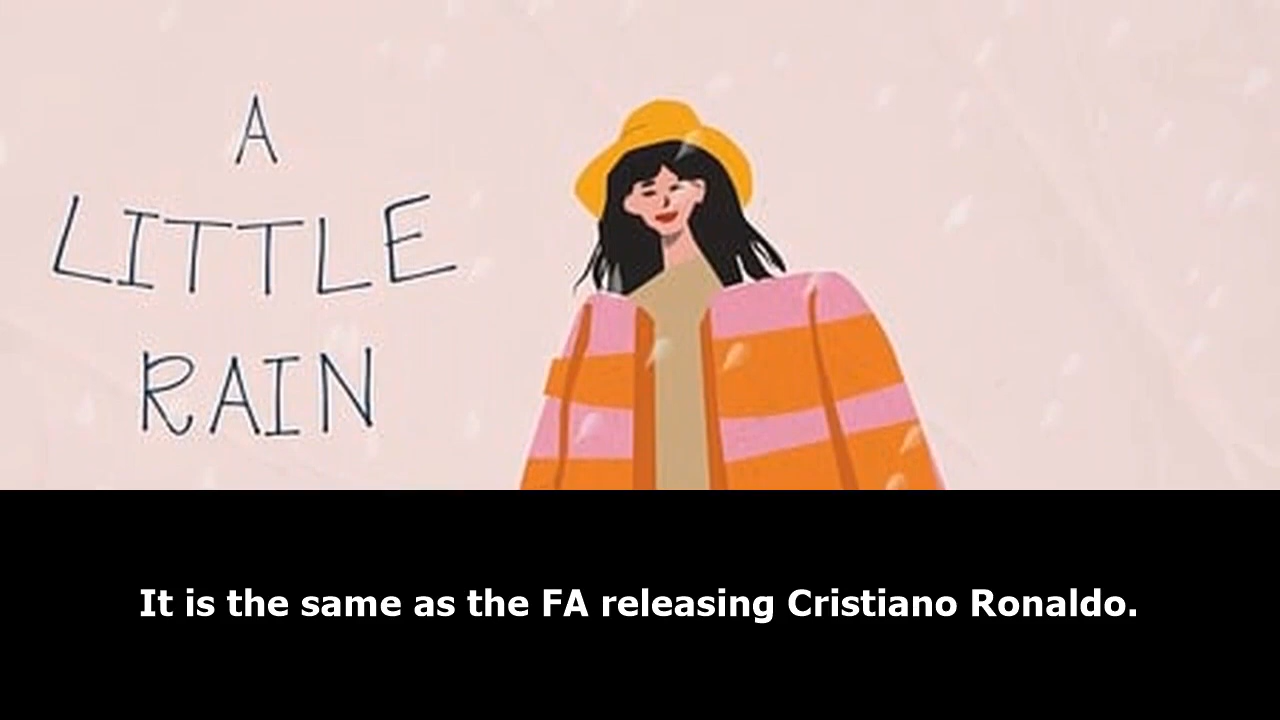 A
LITTLE
RAIN
It is the same as the FA releasing Cristiano Ronaldo.